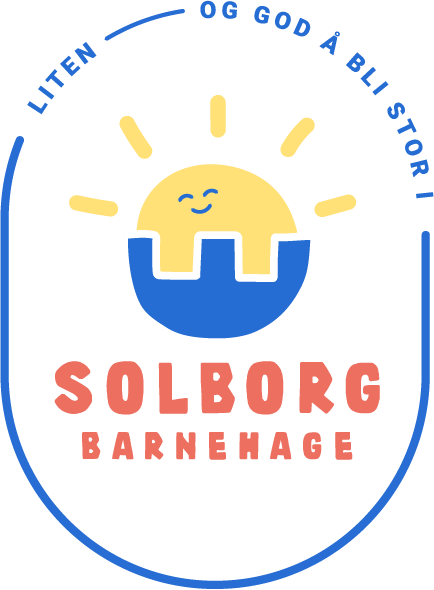 LITEN — OG GOD Å BLI STOR I
SOLBORG
BARNEHAGE